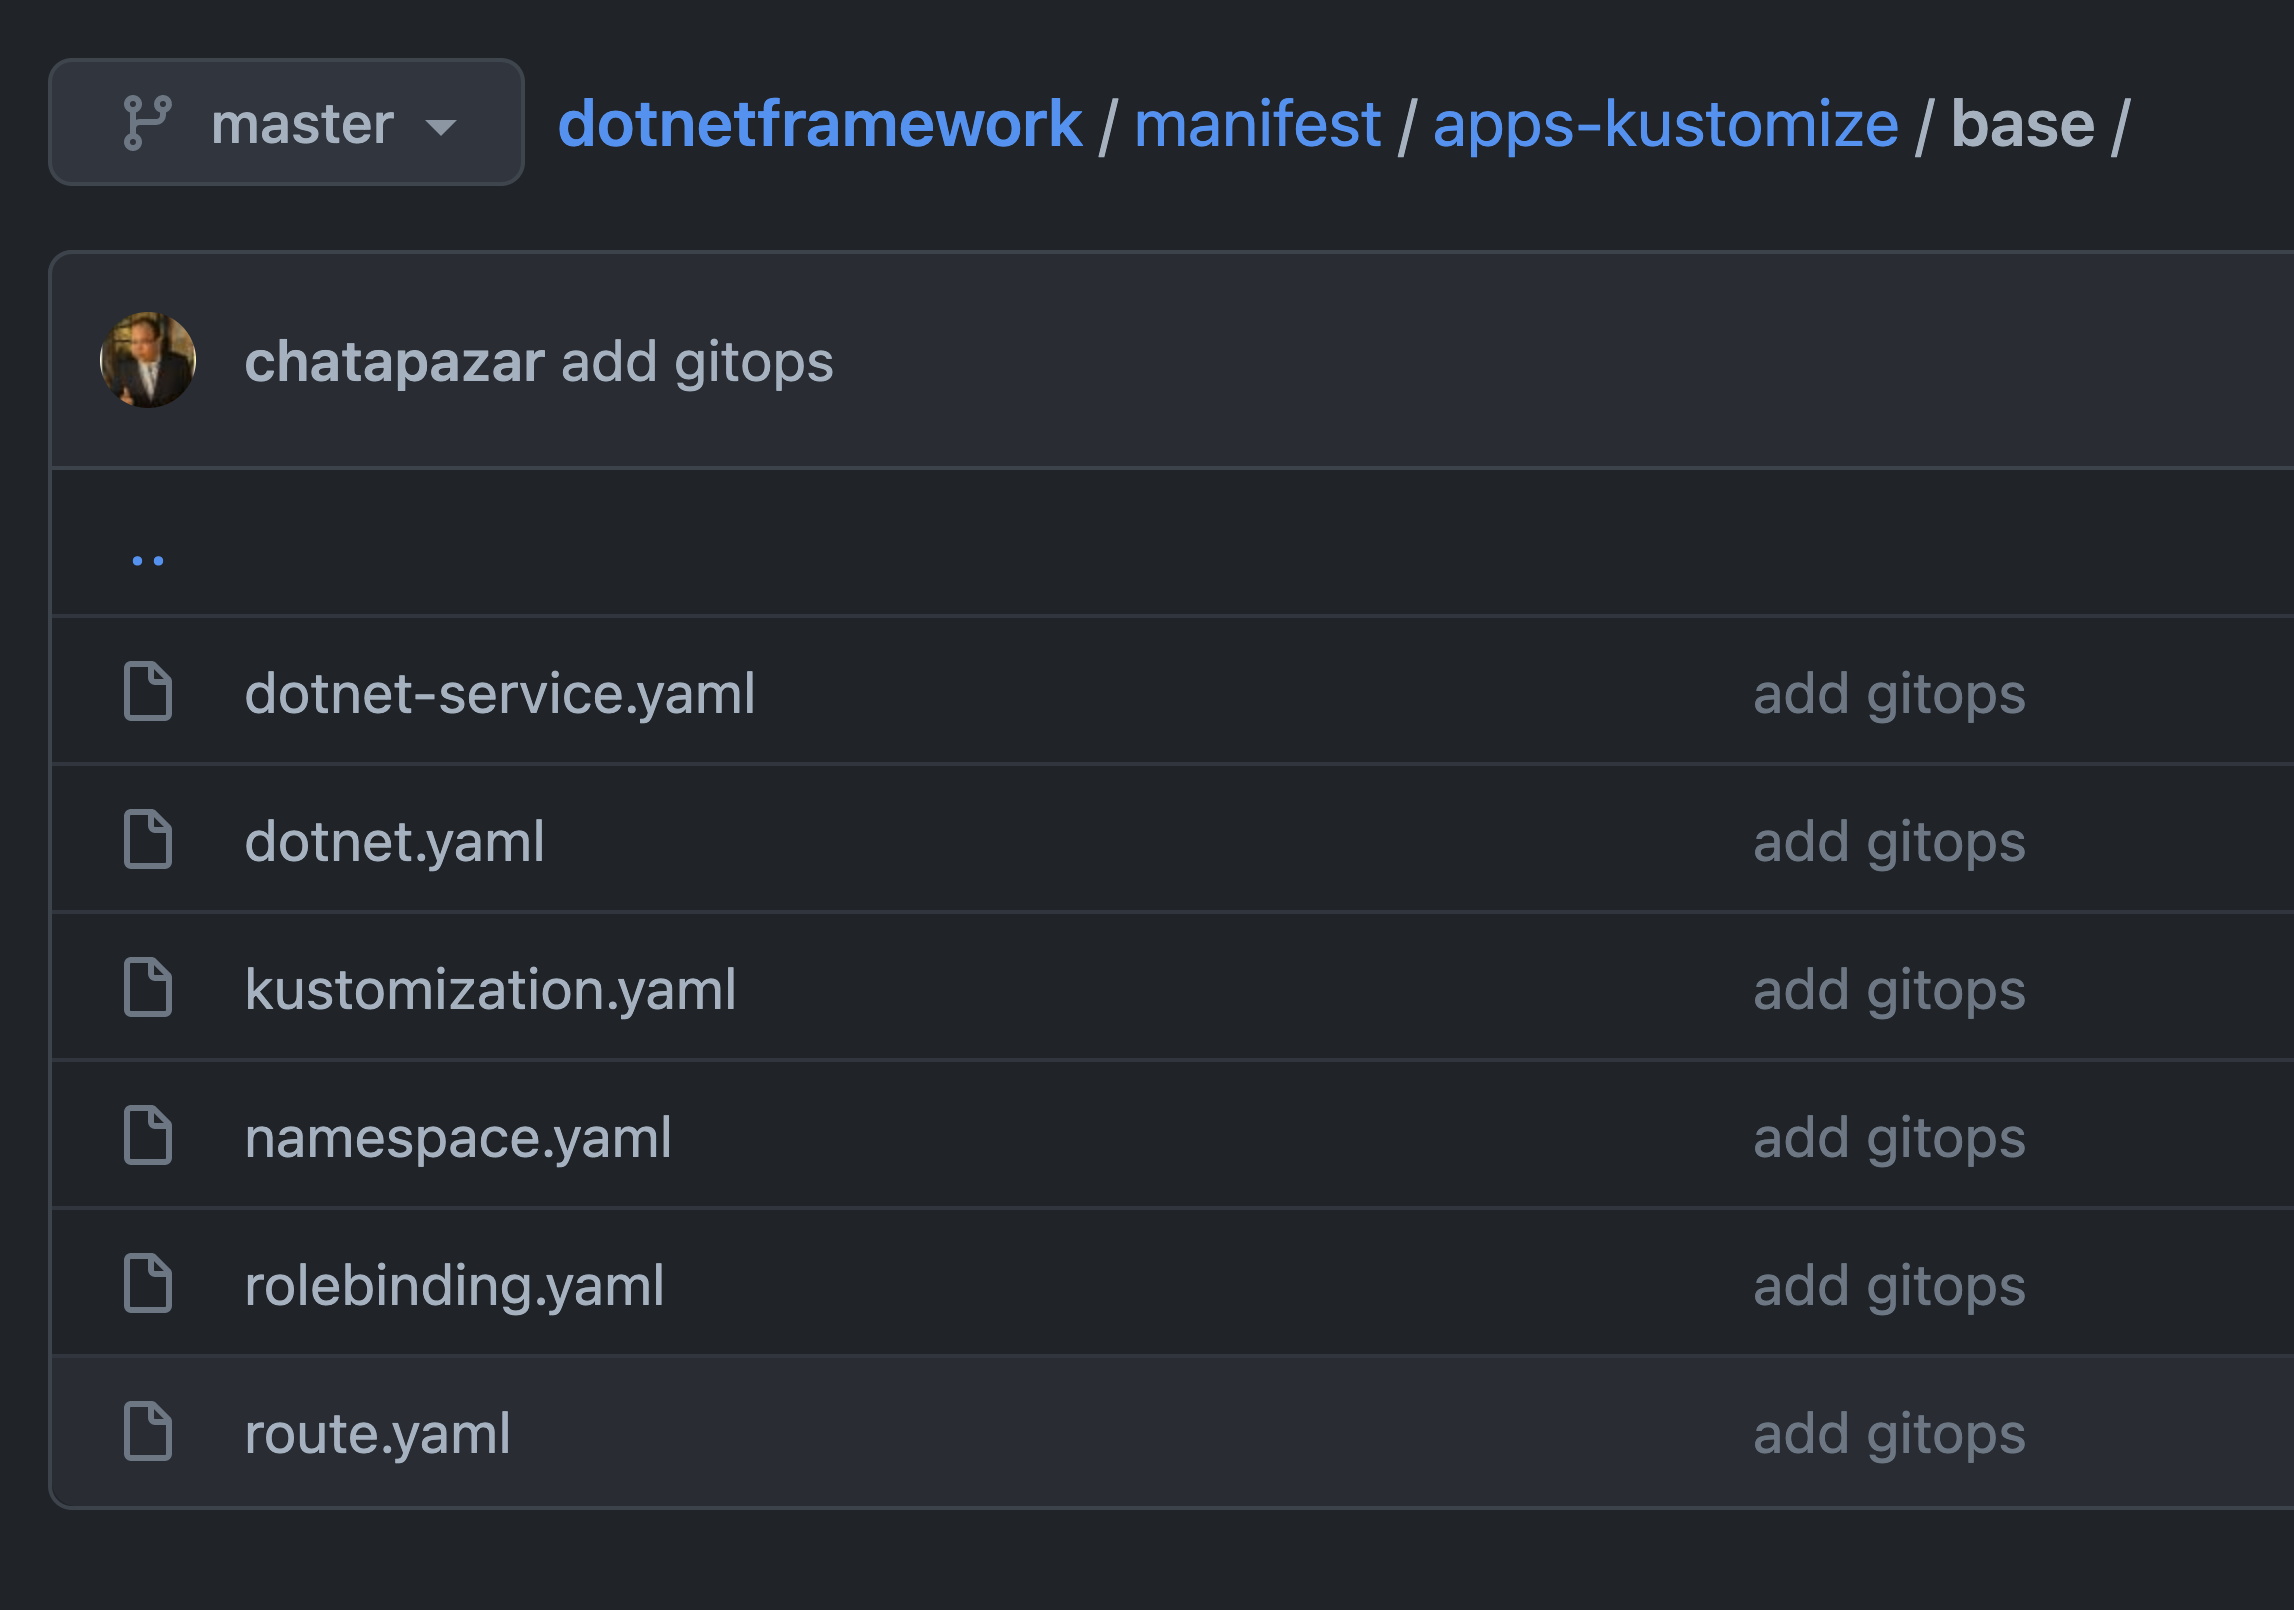 master dotnetframework / manifest / apps-kustomize / base /
chatapazar add gitops
..
dotnet-service.yaml add gitops
dotnet.yaml add gitops
kustomization.yaml add gitops
namespace.yaml add gitops
rolebinding.yaml add gitops
route.yaml add gitops